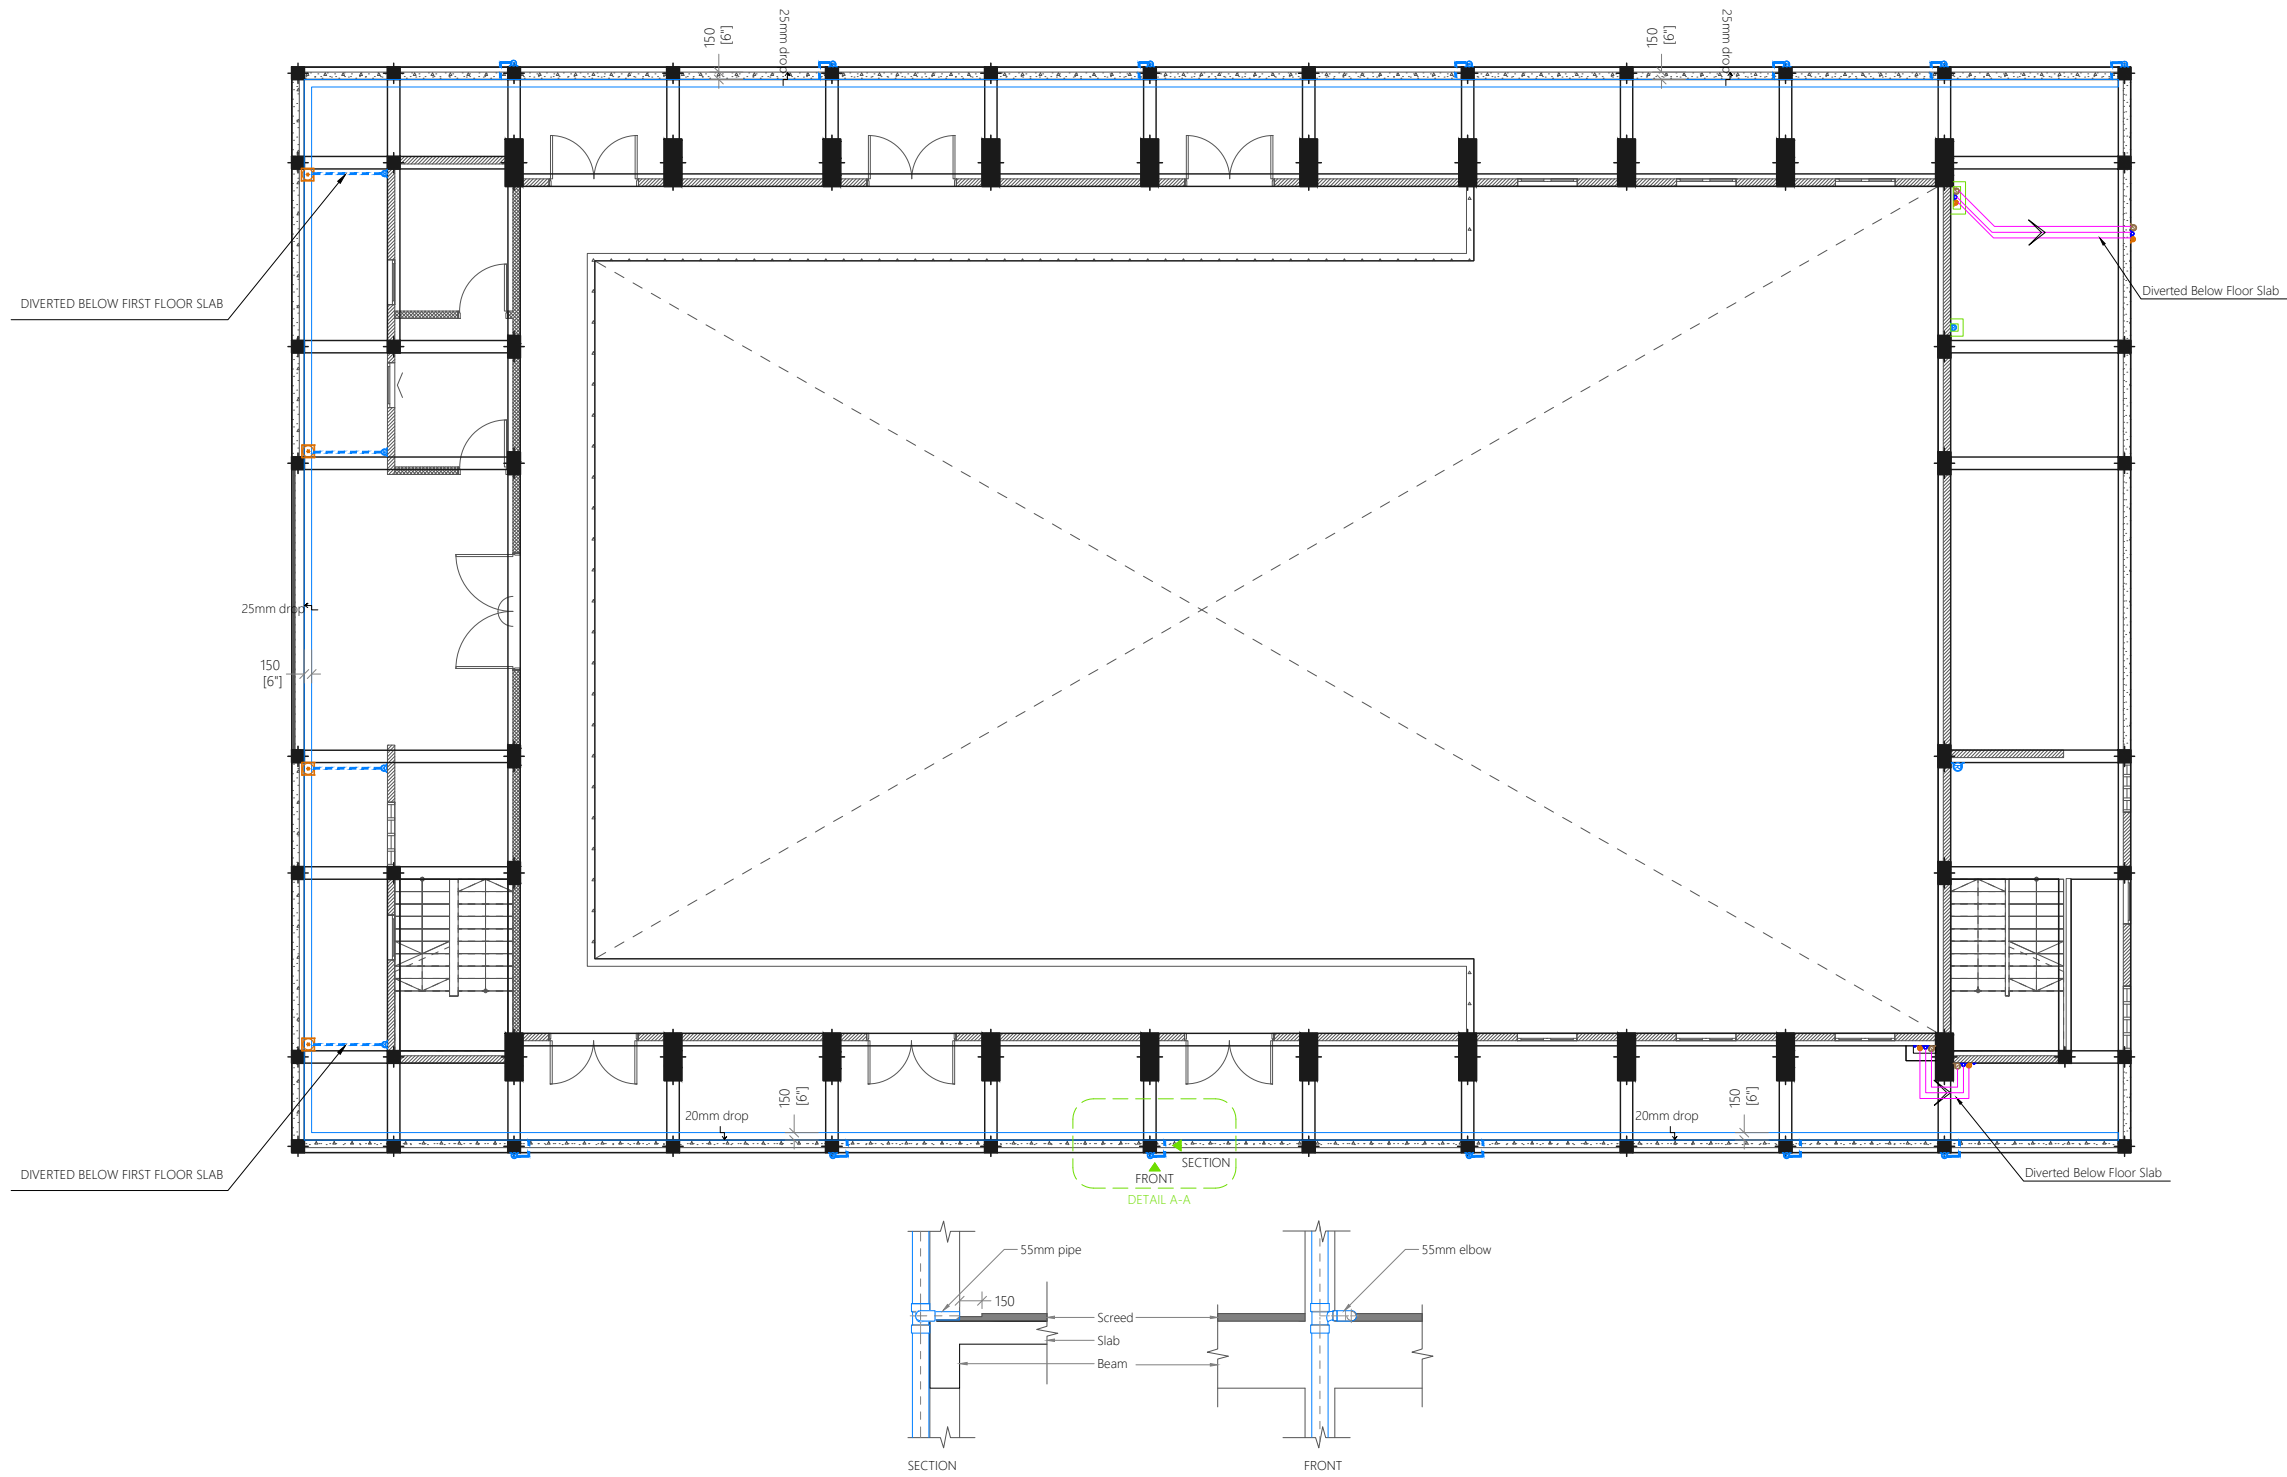 150
[6"]
25mm drop
150
[6"]
25mm drop
DIVERTED BELOW FIRST FLOOR SLAB
Diverted Below Floor Slab
25mm drop
150
[6"]
150
[6"]
20mm drop
150
[6"]
20mm drop
SECTION
FRONT
DETAIL A-A
DIVERTED BELOW FIRST FLOOR SLAB
Diverted Below Floor Slab
55mm pipe
55mm elbow
150
Screed
Slab
Beam
SECTION
FRONT